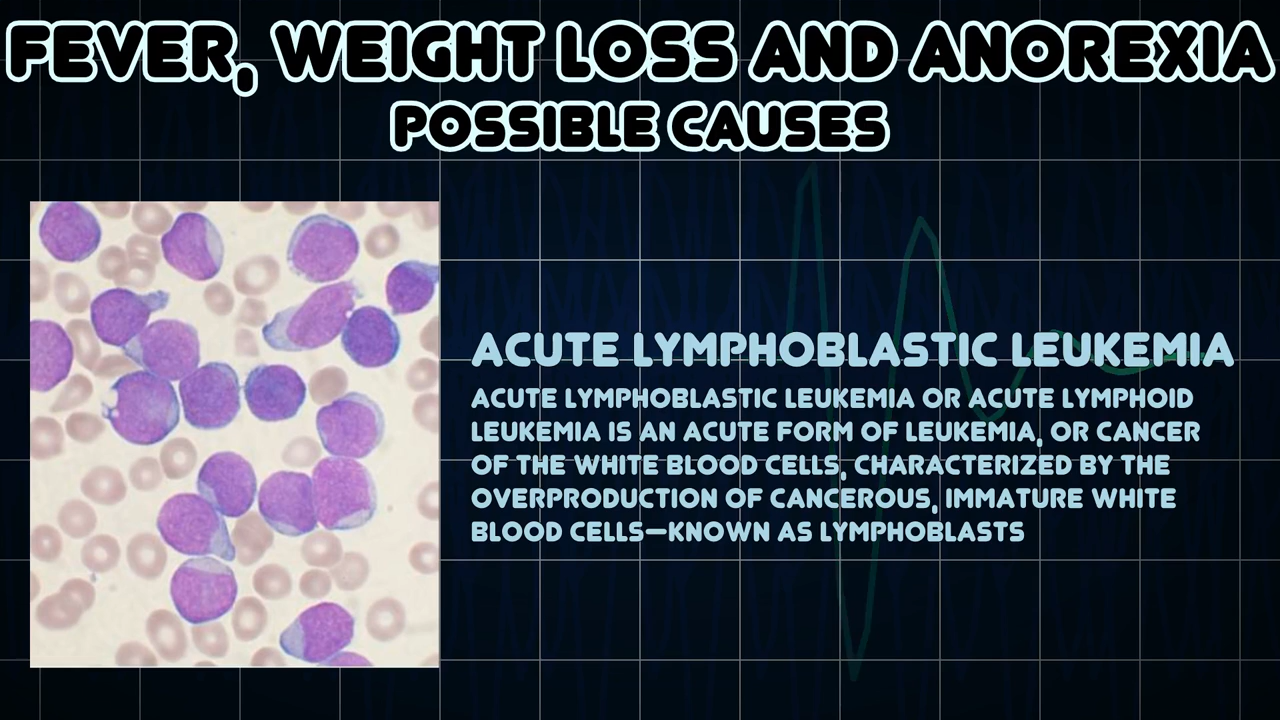 FEVER, WEIGHT LOSS AND ANOREXIA
POSSIBLE CAUSES
ACUTE LYMPHOBLASTIC LEUKEMIA
ACUTE LYMPHOBLASTIC LEUKEMIA OR ACUTE LYMPHOID
LEUKEMIA IS AN ACUTE FORM OF LEUKEMIA, OR CANCER
OF THE WHITE BLOOD CELLS, CHARACTERIZED BY THE
OVERPRODUCTION OF CANCEROUS, IMMATURE WHITE
BLOOD CELLS—KNOWN AS LYMPHOBLASTS